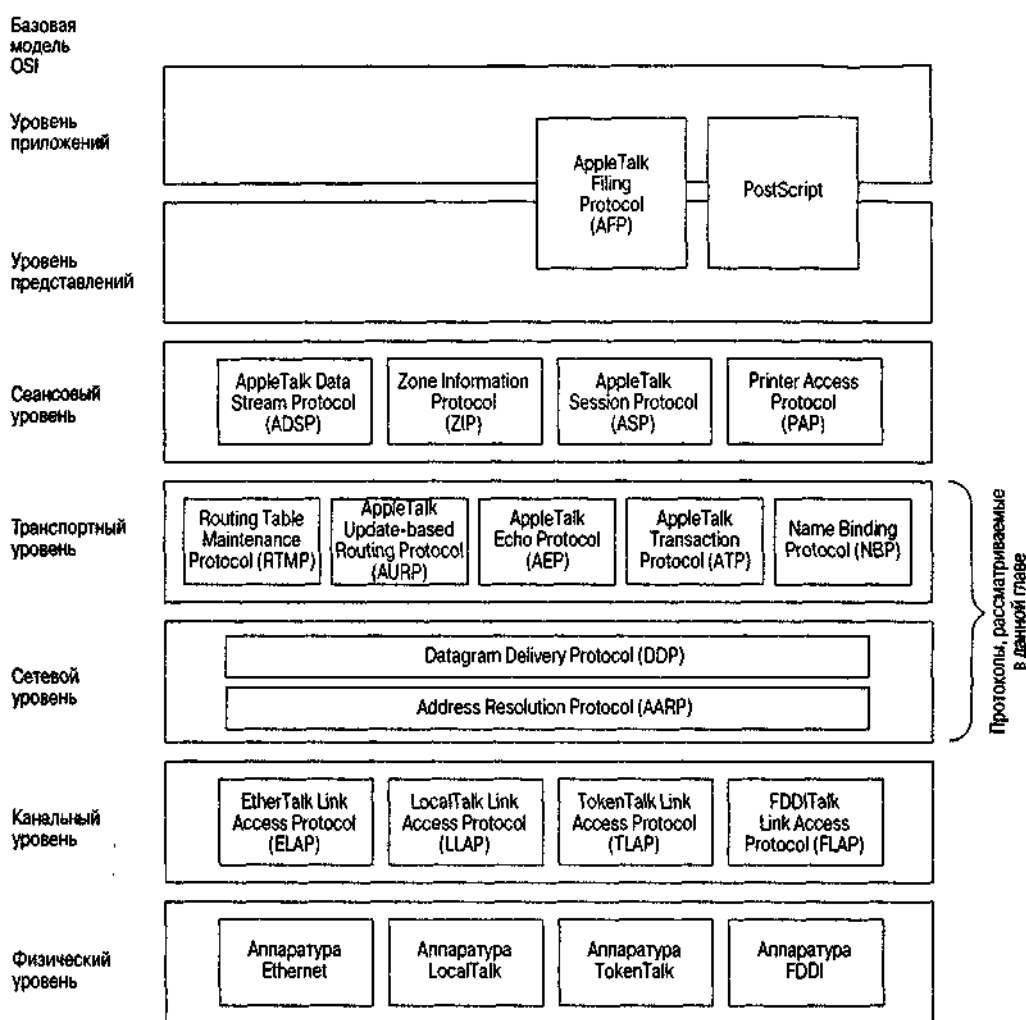 Базовая
модель
OSI
Уровень
приложений
AppleTalk
Filing
Protocol
(AFP)
PostScript
Уровень
представлений
Сеансовый
уровень
AppleTalk Data
Stream Protocol
(ADSP)
Zone Information
Protocol
(ZIP)
AppleTalk
Session Protocol
(ASP)
Printer Access
Protocol
(PAP)
Транспортный
уровень
Routing Table
Maintenance
Protocol (RTMP)
AppleTalk
Update-based
Routing Protocol
(AURP)
AppleTalk
Echo Protocol
(AEP)
AppleTalk
Transaction
Protocol (ATP)
Name Binding
Protocol (NBP)
Протоколы, рассматриваемые
в данной главе
Сетевой
уровень
Datagram Delivery Protocol (DDP)
Address Resolution Protocol (AARP)
Канальный
уровень
EtherTalk Link
Access Protocol
(ELAP)
LocalTalk Link
Access Protocol
(LLAP)
TokenTalk Link
Access Protocol
(TLAP)
FDDITalk
Link Access
Protocol (FLAP)
Физический
уровень
Аппаратура
Ethernet
Аппаратура
LocalTalk
Аппаратура
TokenTalk
Аппаратура
FDDI